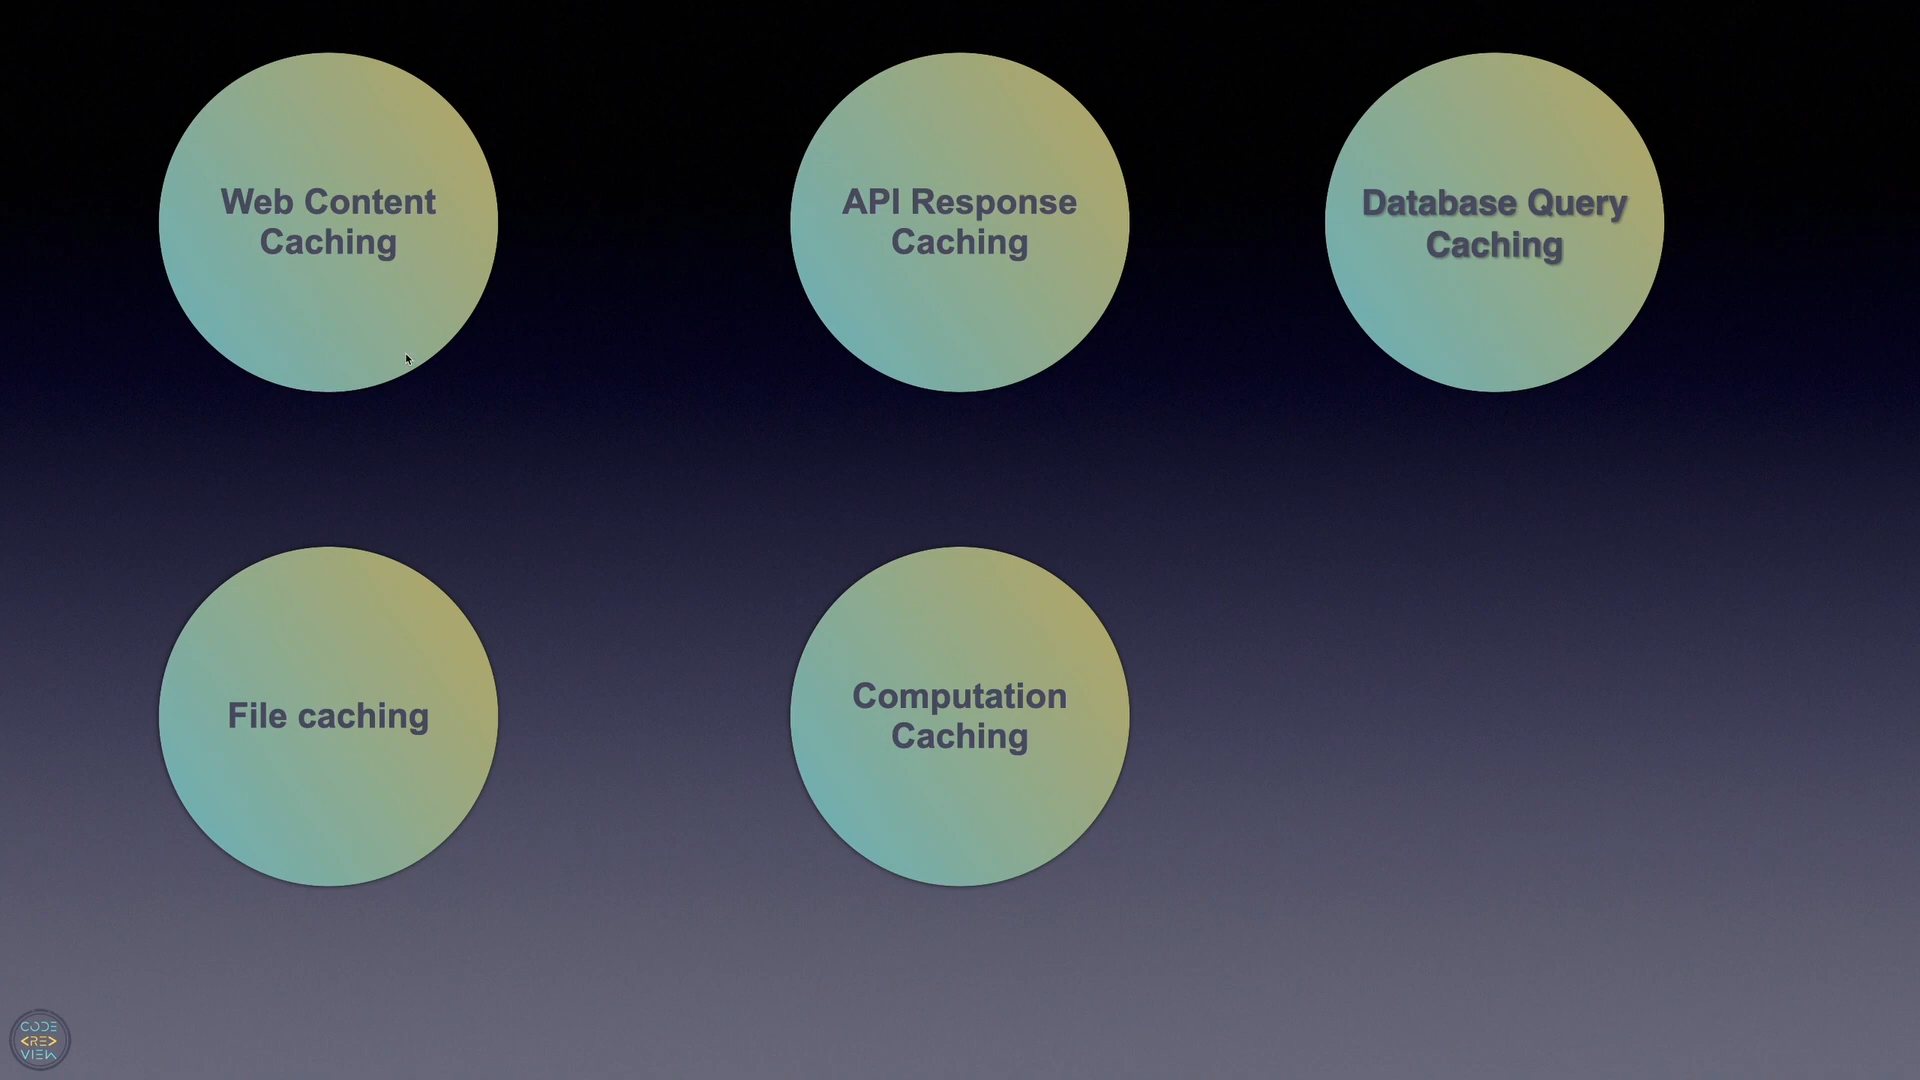 Web Content
Caching
API Response
Caching
Database Query
Caching
File caching
Computation
Caching
CODE
<RE>
VIEW